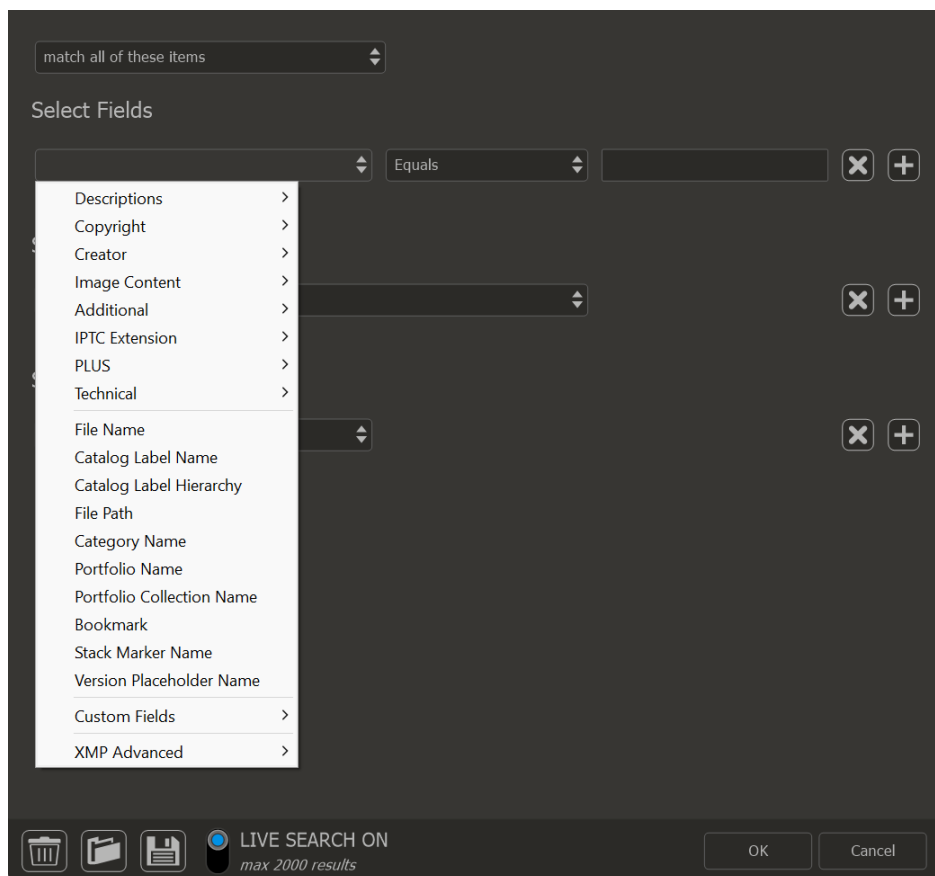 match all of these items
Select Fields
Equals
Descriptions
Copyright
Creator
Image Content
Additional
IPTC Extension
PLUS
Technical
File Name
Catalog Label Name
Catalog Label Hierarchy
File Path
Category Name
Portfolio Name
Portfolio Collection Name
Bookmark
Stack Marker Name
Version Placeholder Name
Custom Fields
XMP Advanced
LIVE SEARCH ON
max 2000 results
OK
Cancel